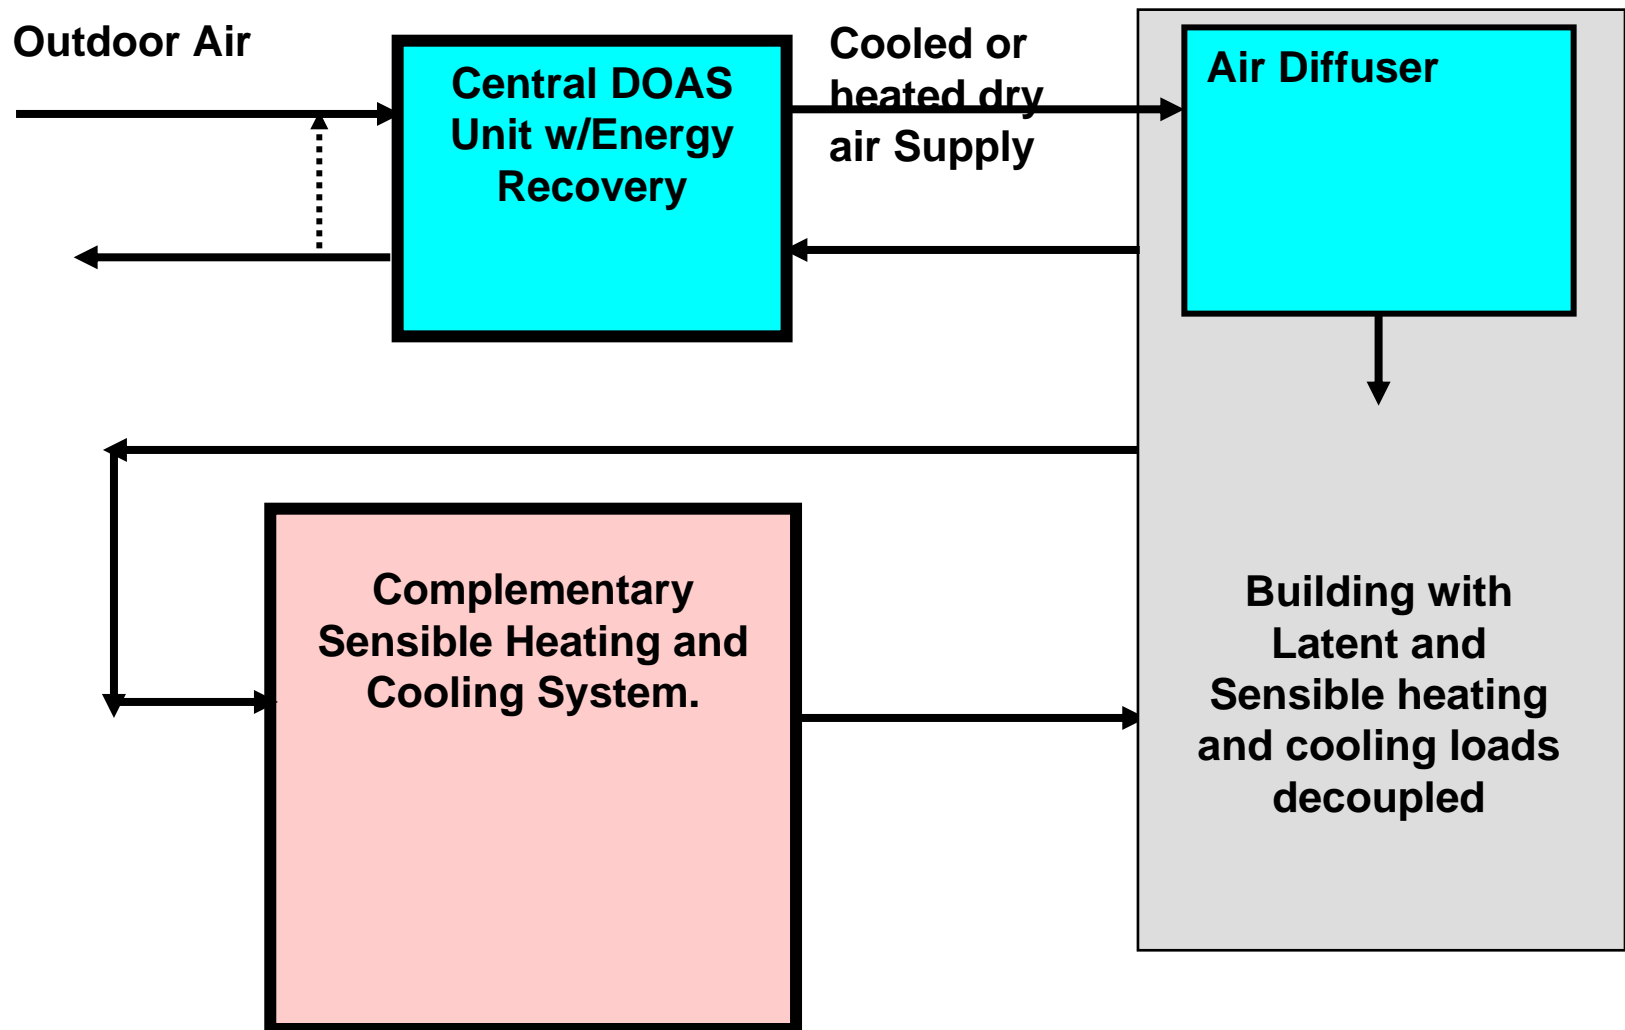 Outdoor Air
Central DOAS
Unit w/Energy
Recovery
Cooled or
heated dry
air Supply
Air Diffuser
Complementary
Sensible Heating and
Cooling System.
Building with
Latent and
Sensible heating
and cooling loads
decoupled